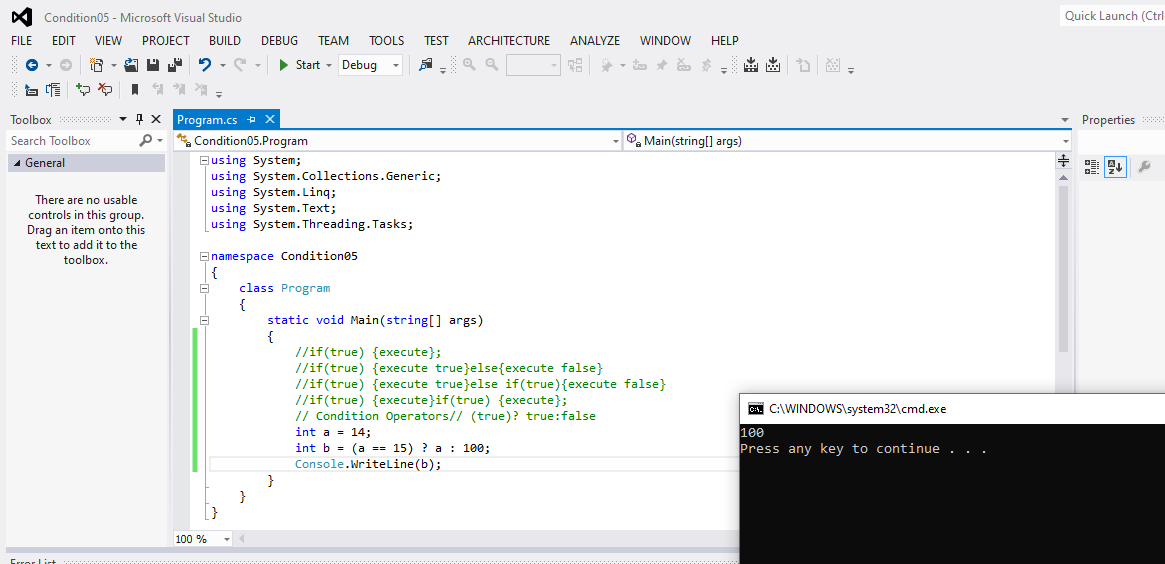 Condition05 - Microsoft Visual Studio
Quick Launch (Ctrl
FILE EDIT VIEW PROJECT BUILD DEBUG TEAM TOOLS TEST ARCHITECTURE ANALYZE WINDOW HELP
Start Debug
Toolbox
Search Toolbox
General
There are no usable
controls in this group.
Drag an item onto this
text to add it to the
toolbox.
Program.cs
Condition05.Program
Main(string[] args)
using System;
using System.Collections.Generic;
using System.Linq;
using System.Text;
using System.Threading.Tasks;
namespace Condition05
{
class Program
{
static void Main(string[] args)
{
//if(true) {execute};
//if(true) {execute true}else{execute false}
//if(true) {execute true}else if(true){execute false}
//if(true) {execute}if(true) {execute};
// Condition Operators// (true)? true:false
int a = 14;
int b = (a == 15) ? a : 100;
Console.WriteLine(b);
}
}
}
100 %
Properties
C:\WINDOWS\system32\cmd.exe
100
Press any key to continue . . .
Error List